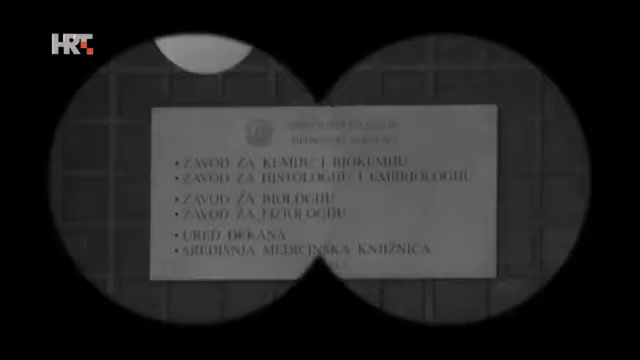 HRT
• ZAVOD ZA KEMIJU I BIOKEMIJU
• ZAVOD ZA HISTOLOGIJU I EMBRIOLOGIJU
• ZAVOD ZA BIOLOGIJU
• ZAVOD ZA FIZIOLOGIJU
• URED DEKANA
• SREDIŠNJA MEDICINSKA KNJIŽNICA